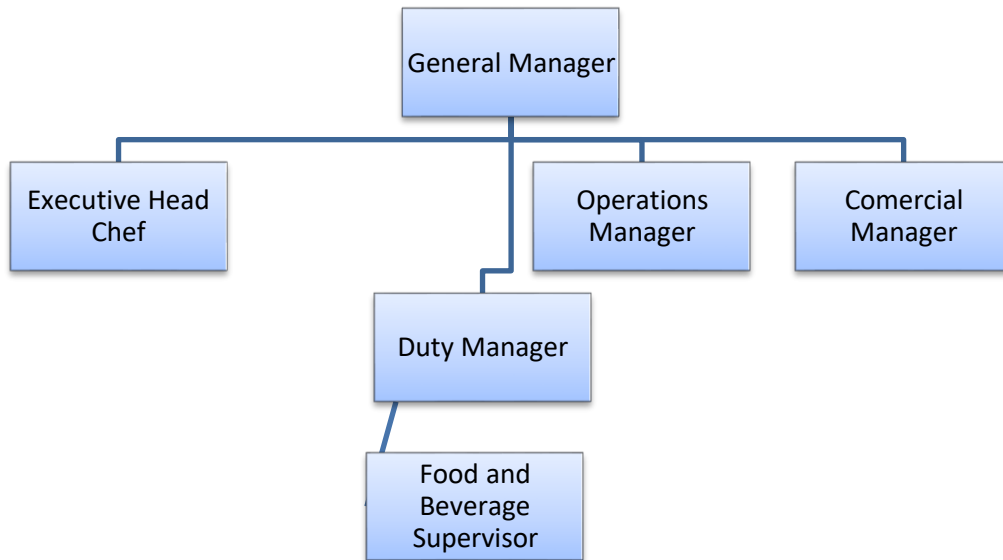 General Manager
Executive Head
Chef
Operations
Manager
Comercial
Manager
Duty Manager
Food and
Beverage
Supervisor